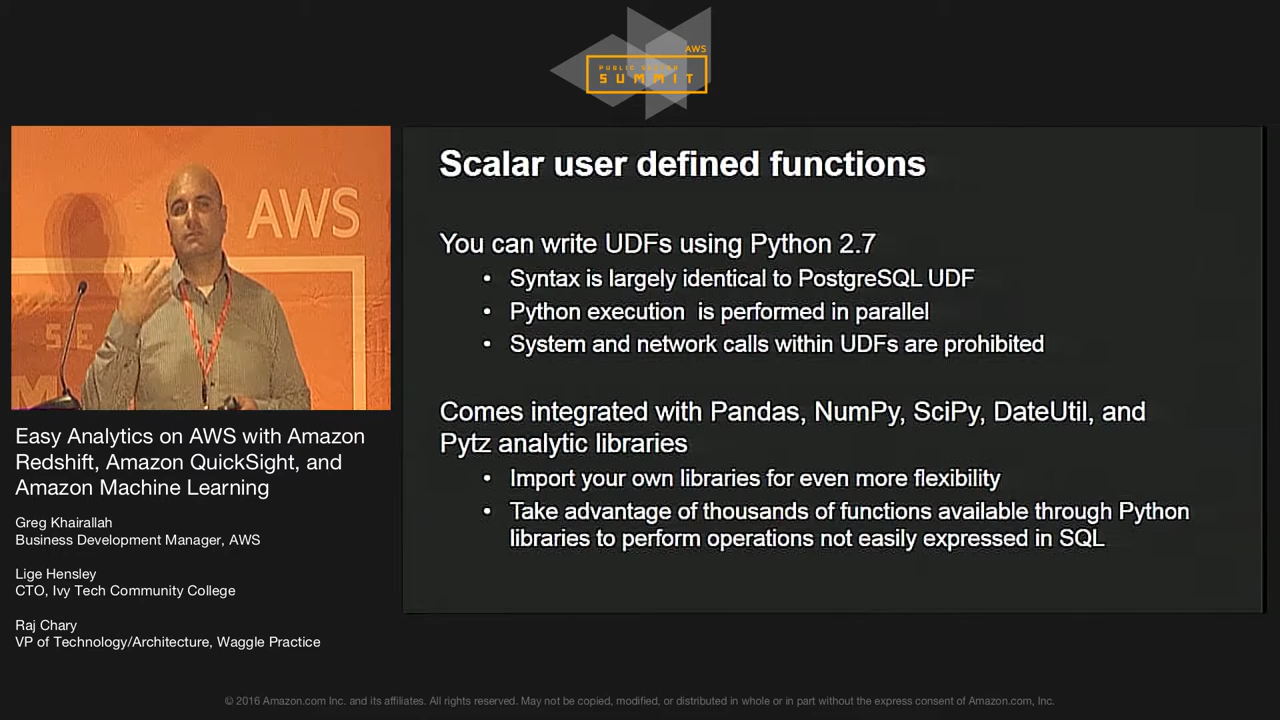 AWS
PUBLIC SECTOR
SUMMIT
AWS
SE
M
Scalar user defined functions
You can write UDFs using Python 2.7
• Syntax is largely identical to PostgreSQL UDF
• Python execution is performed in parallel
• System and network calls within UDFs are prohibited
Comes integrated with Pandas, NumPy, SciPy, DateUtil, and
Pytz analytic libraries
• Import your own libraries for even more flexibility
• Take advantage of thousands of functions available through Python
libraries to perform operations not easily expressed in SQL
Easy Analytics on AWS with Amazon
Redshift, Amazon QuickSight, and
Amazon Machine Learning
Greg Khairallah
Business Development Manager, AWS
Lige Hensley
CTO, Ivy Tech Community College
Raj Chary
VP of Technology/Architecture, Waggle Practice
© 2016 Amazon.com Inc. and its affiliates. All rights reserved. May not be copied, modified, or distributed in whole or in part without the express consent of Amazon.com, Inc.